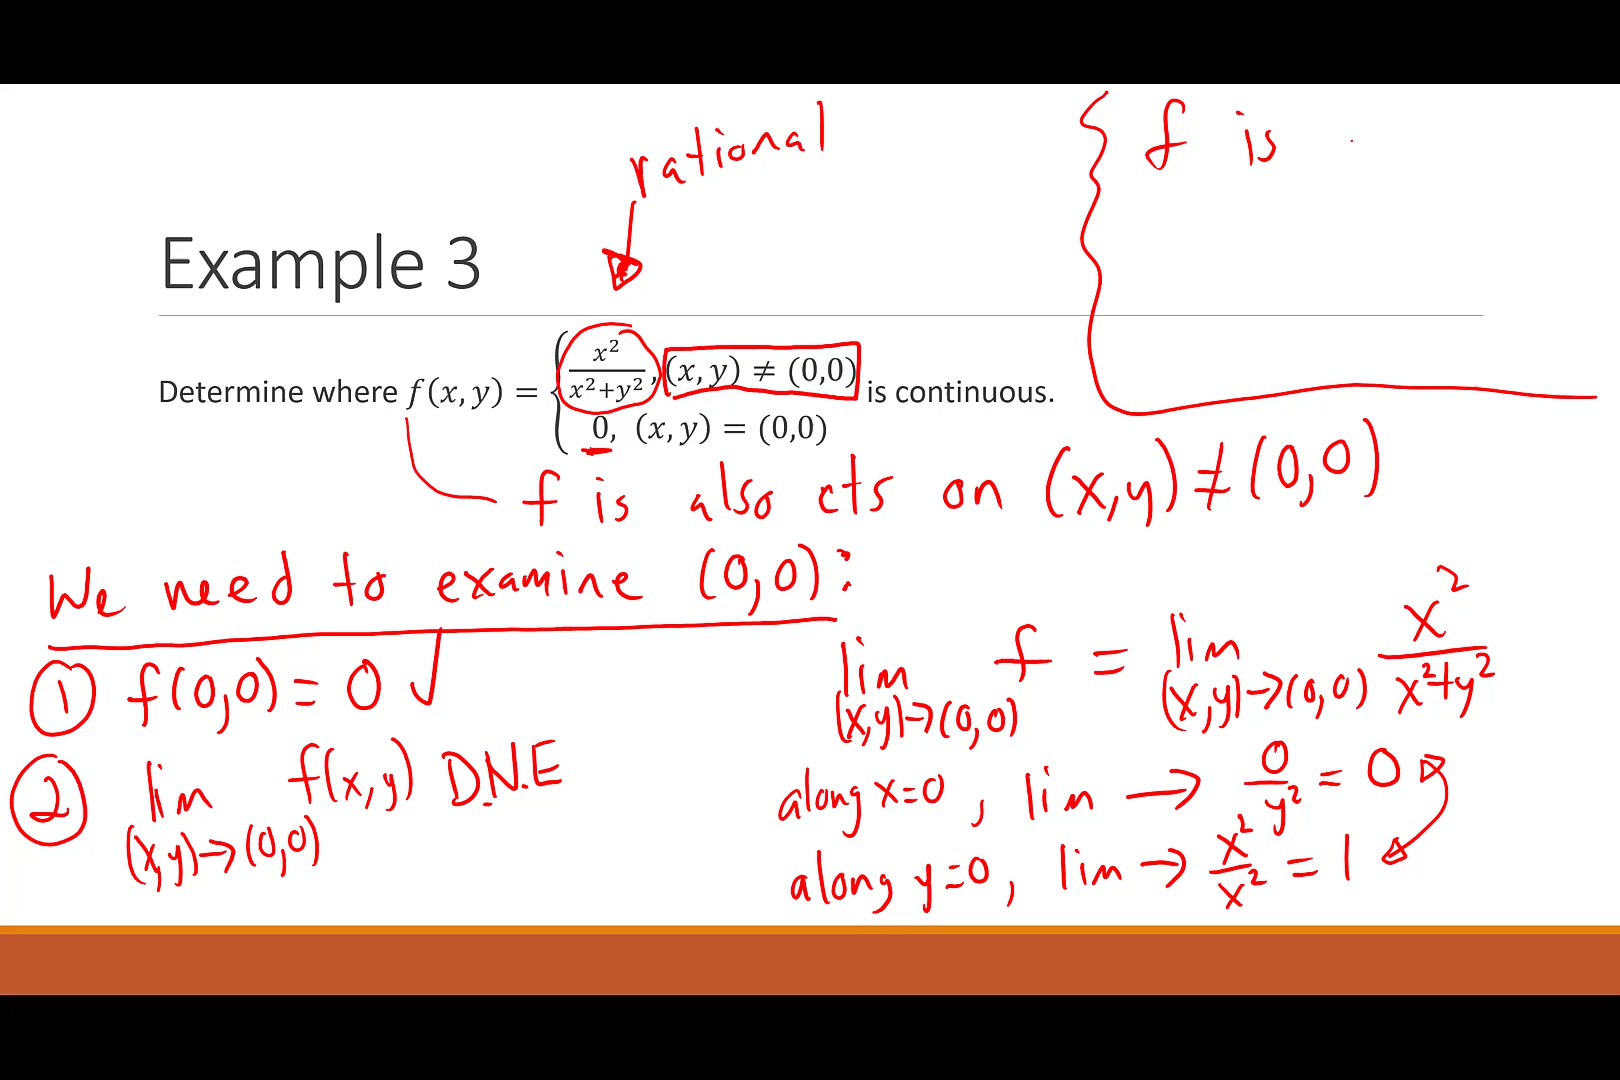 rational
f is
Example 3
Determine where f(x, y) = { x²/(x²+y²), (x, y) ≠ (0,0)
0, (x, y) = (0,0) is continuous.
f is also cts on (x,y) ≠ (0,0)
We need to examine (0,0):
① f(0,0) = 0 ✓
② lim (x,y)→(0,0) f(x,y) D.N.E
lim (x,y)→(0,0) f = lim (x,y)→(0,0) x²/(x²+y²)
along x=0, lim → 0/y² = 0
along y=0, lim → x²/x² = 1